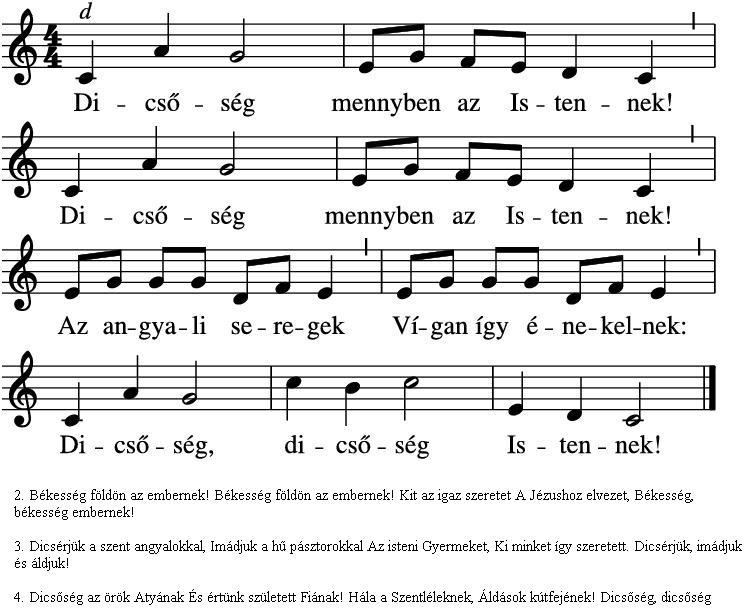 d
4
4
Di – cső – ség mennyben az Is – ten – nek!
Di – cső – ség mennyben az Is – ten – nek!
Az an – gya – li se – re – gek Ví – gan így é – ne – kel – nek:
Di – cső – ség, di – cső – ség Is – ten – nek!
2. Békesség földön az embernek! Békesség földön az embernek! Kit az igaz szeretet A Jézushoz elvezet, Békesség,
békesség embernek!
3. Dicsérjük a szent angyalokkal, Imádjuk a hű pásztorokkal Az isteni Gyermeket, Ki minket így szeretett. Dicsérjük, imádjuk
és áldjuk!
4. Dicsőség az örök Atyának És értünk született Fiának! Hála a Szentléleknek, Áldások kútfejének! Dicsőség, dicsőség